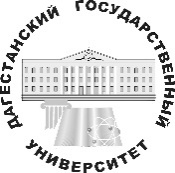 ДАГЕСТАНСКИЙ ГОСУДАРСТВЕННЫЙ
УНИВЕРСИТЕТ